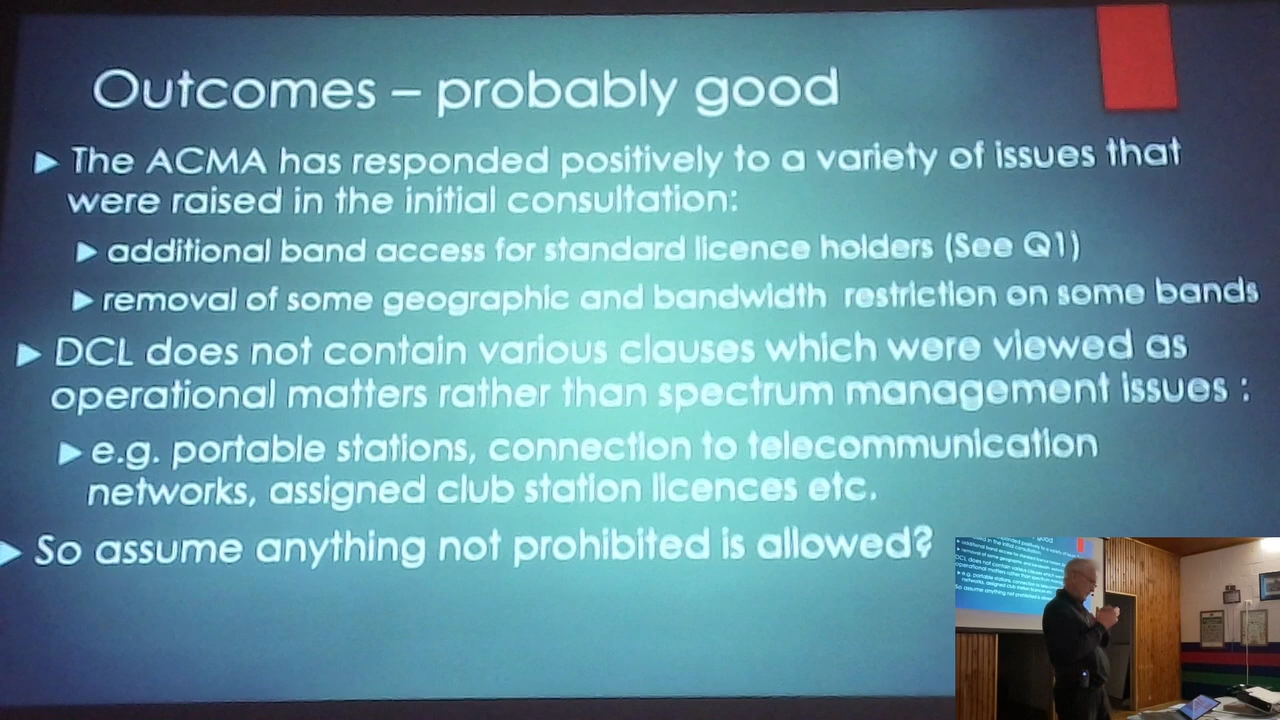 Outcomes – probably good
The ACMA has responded positively to a variety of issues that
were raised in the initial consultation:
additional band access for standard licence holders (See Q1)
removal of some geographic and bandwidth restriction on some bands
DCL does not contain various clauses which were viewed as
operational matters rather than spectrum management issues :
e.g. portable stations, connection to telecommunication
networks, assigned club station licences etc.
So assume anything not prohibited is allowed?